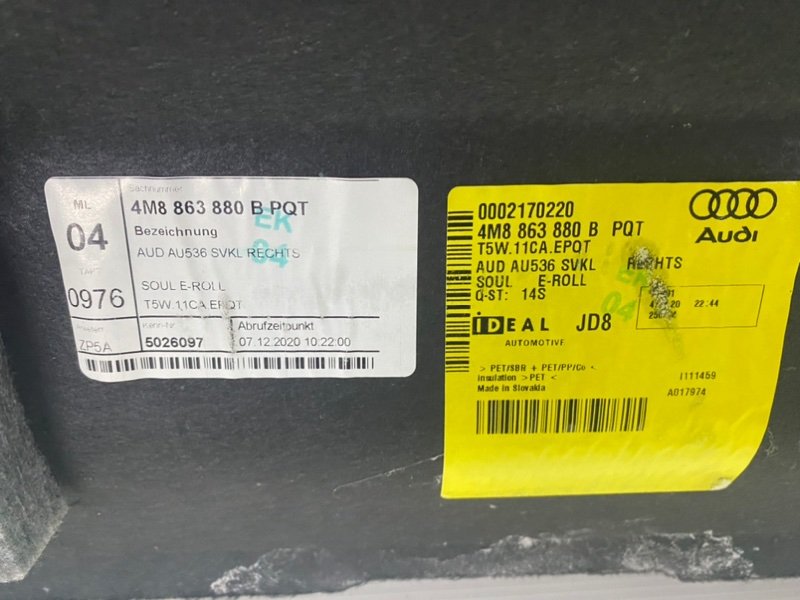 Sachnummer
ML
04
TAKT
0976
ZP5A
4M8 863 880 B PQT
Bezeichnung
AUD AU536 SVKL RECHTS
SOUL E-ROLL
T5W.11CA.EPQT
Kenn-Nr.
5026097
Abrufzeitpunkt
07.12.2020 10:22:00
EK
04
0002170220
4M8 863 880 B PQT
T5W.11CA.EPQT
AUD AU536 SVKL RECHTS
SOUL E-ROLL
Q-ST: 14S
Audi
22:44
04
IDEAL JD8
AUTOMOTIVE
> PET/SBR + PET/PP/Co <
insulation >PET <
Made in Slovakia
I111459
A017974